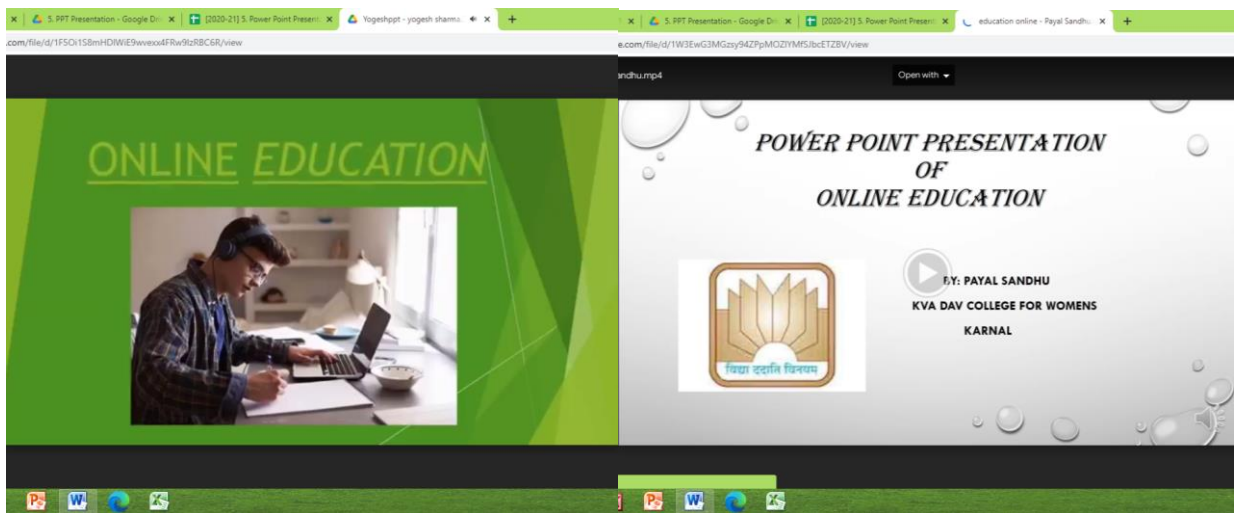 5. PPT Presentation - Google Dri
[2020-21] 5. Power Point Present
Yogeshppt - yogesh sharma.
.com/file/d/1F5Oi1S8mHDIWiE9wvexx4FRw9IzRBC6R/view
ONLINE EDUCATION
5. PPT Presentation - Google Dri
[2020-21] 5. Power Point Present
education online - Payal Sandhu
e.com/file/d/1W3EwG3MGzsy94ZPpMOZIYMfSJbcETZBV/view
andhu.mp4
Open with
POWER POINT PRESENTATION
OF
ONLINE EDUCATION
BY: PAYAL SANDHU
KVA DAV COLLEGE FOR WOMENS
KARNAL
विद्या ददाति विनयम